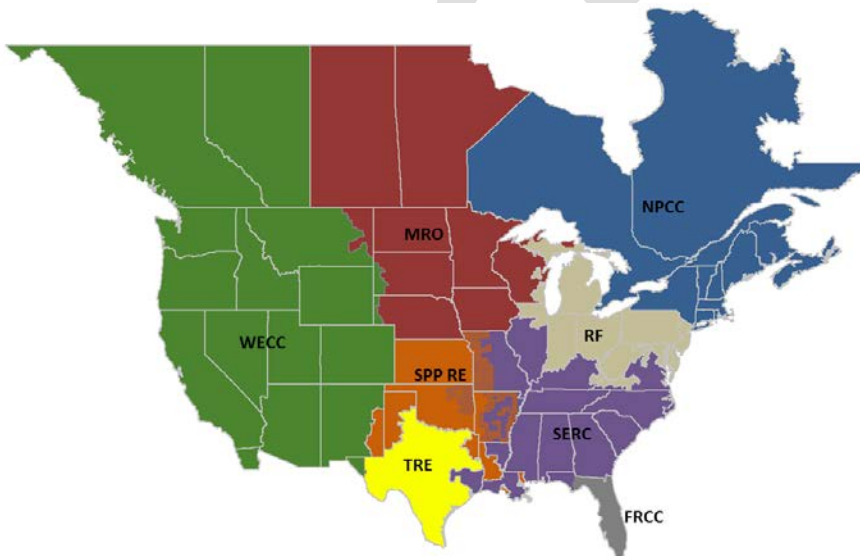 NPCC
MRO
RF
WECC
SPP RE
SERC
TRE
FRCC